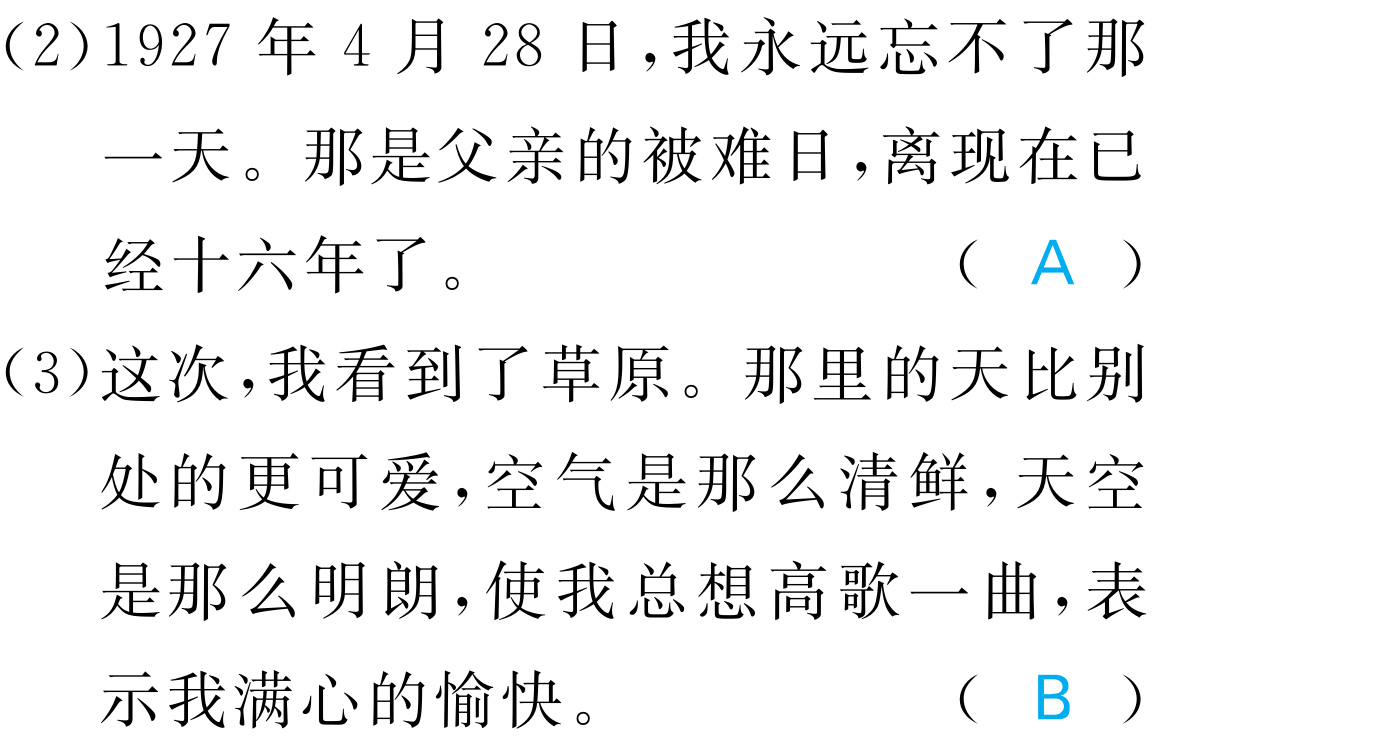 (2)1927 年 4 月 28 日,我永远忘不了那
一天。那是父亲的被难日,离现在已
经十六年了。 ( A )
(3)这次,我看到了草原。那里的天比别
处的更可爱,空气是那么清鲜,天空
是那么明朗,使我总想高歌一曲,表
示我满心的愉快。 ( B )